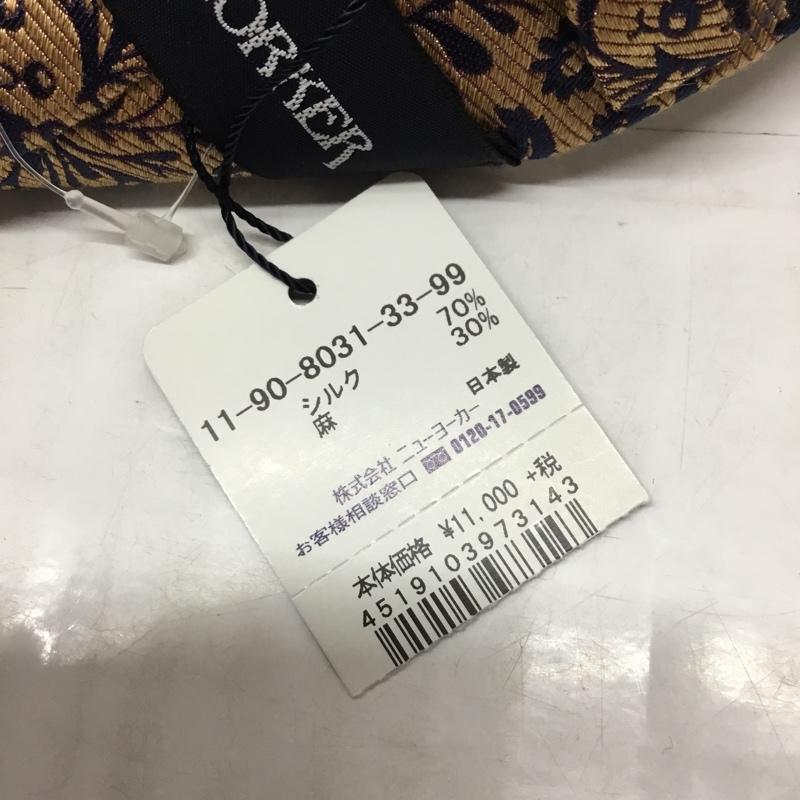 ORKER
11-90-8031-33-99
シルク 70%
麻 30%
日本製
株式会社 ニューヨーカー
お客様相談窓口 0120-17-0599
本体価格 ¥11,000 +税
4519103973143